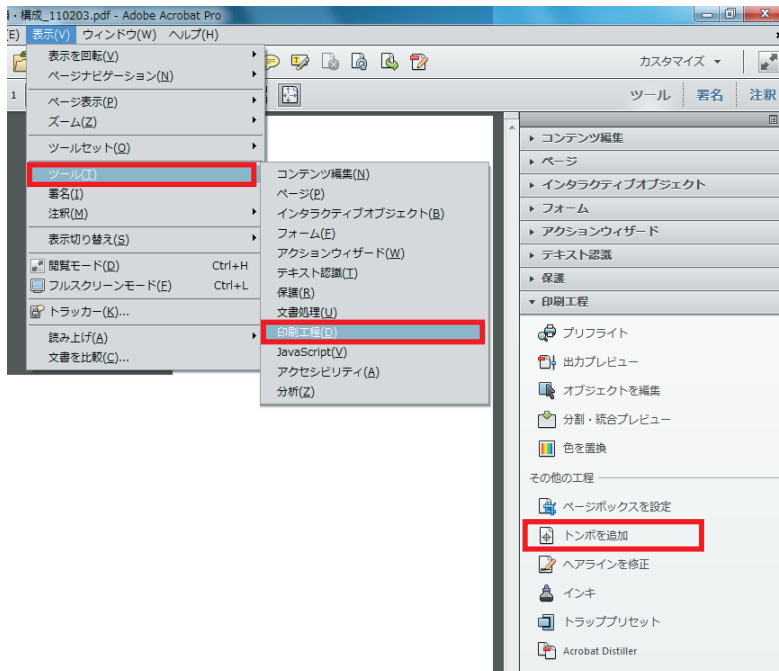 ・構成_110203.pdf - Adobe Acrobat Pro
(E) 表示(V) ウィンドウ(W) ヘルプ(H)
カスタマイズ
1
ツール 署名 注釈
表示を回転(V)
ページナビゲーション(N)
ページ表示(P)
ズーム(Z)
ツールセット(O)
ツール(T)
署名(I)
注釈(M)
表示切り替え(S)
閲覧モード(D) Ctrl+H
フルスクリーンモード(F) Ctrl+L
トラッカー(K)...
読み上げ(A)
文書を比較(C)...
コンテンツ編集(N)
ページ(P)
インタラクティブオブジェクト(B)
フォーム(F)
アクションウィザード(W)
テキスト認識(T)
保護(R)
文書処理(U)
印刷工程(D)
JavaScript(V)
アクセシビリティ(A)
分析(Z)
コンテンツ編集
ページ
インタラクティブオブジェクト
フォーム
アクションウィザード
テキスト認識
保護
印刷工程
プリフライト
出力プレビュー
オブジェクトを編集
分割・統合プレビュー
色を置換
その他の工程
ページボックスを設定
トンボを追加
ヘアラインを修正
インキ
トラッププリセット
Acrobat Distiller